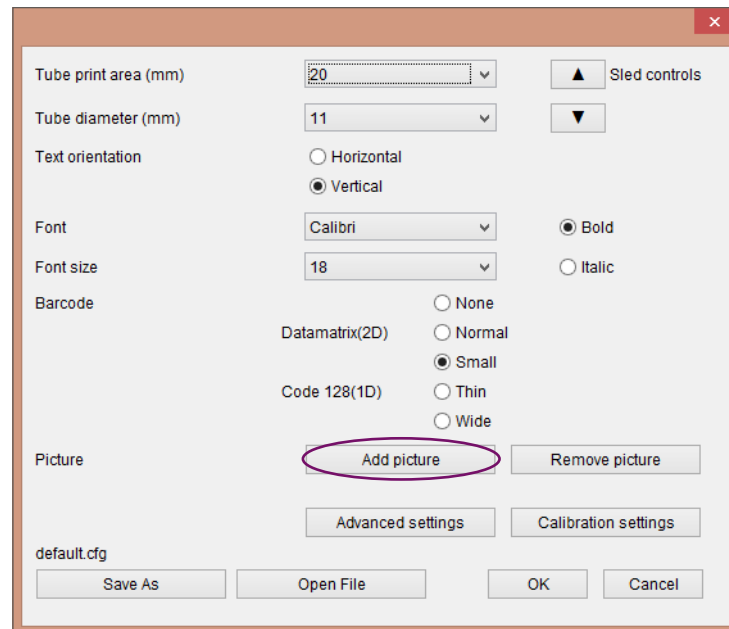 Tube print area (mm) 20 ▲ Sled controls
Tube diameter (mm) 11 ▼
Text orientation Horizontal
Vertical
Font Calibri Bold
Font size 18 Italic
Barcode None
Datamatrix(2D) Normal
Small
Code 128(1D) Thin
Wide
Picture Add picture Remove picture
Advanced settings Calibration settings
default.cfg
Save As Open File OK Cancel